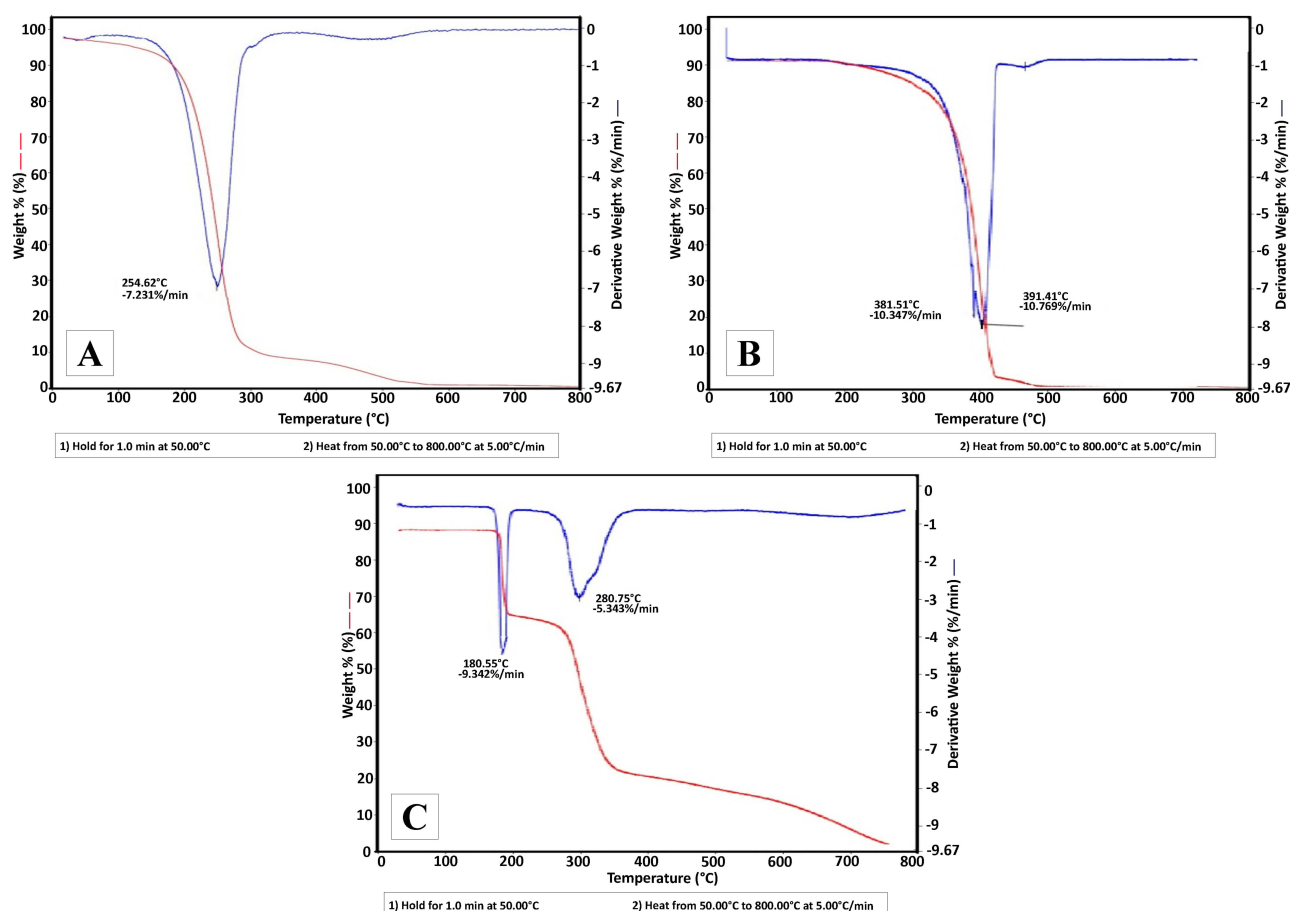 100
90
80
70
60
50
40
30
20
10
0
Weight % (%)
0
-1
-2
-3
-4
-5
-6
-7
-8
-9
-9.67
Derivative Weight % (%/min)
254.62°C
-7.231%/min
A
0 100 200 300 400 500 600 700 800
Temperature (°C)
1) Hold for 1.0 min at 50.00°C 2) Heat from 50.00°C to 800.00°C at 5.00°C/min
100
90
80
70
60
50
40
30
20
10
0
Weight % (%)
0
-1
-2
-3
-4
-5
-6
-7
-8
-9
-9.67
Derivative Weight % (%/min)
381.51°C
-10.347%/min
391.41°C
-10.769%/min
B
0 100 200 300 400 500 600 700 800
Temperature (°C)
1) Hold for 1.0 min at 50.00°C 2) Heat from 50.00°C to 800.00°C at 5.00°C/min
100
90
80
70
60
50
40
30
20
10
0
Weight % (%)
0
-1
-2
-3
-4
-5
-6
-7
-8
-9
-9.67
Derivative Weight % (%/min)
180.55°C
-9.342%/min
280.75°C
-5.343%/min
C
0 100 200 300 400 500 600 700 800
Temperature (°C)
1) Hold for 1.0 min at 50.00°C 2) Heat from 50.00°C to 800.00°C at 5.00°C/min